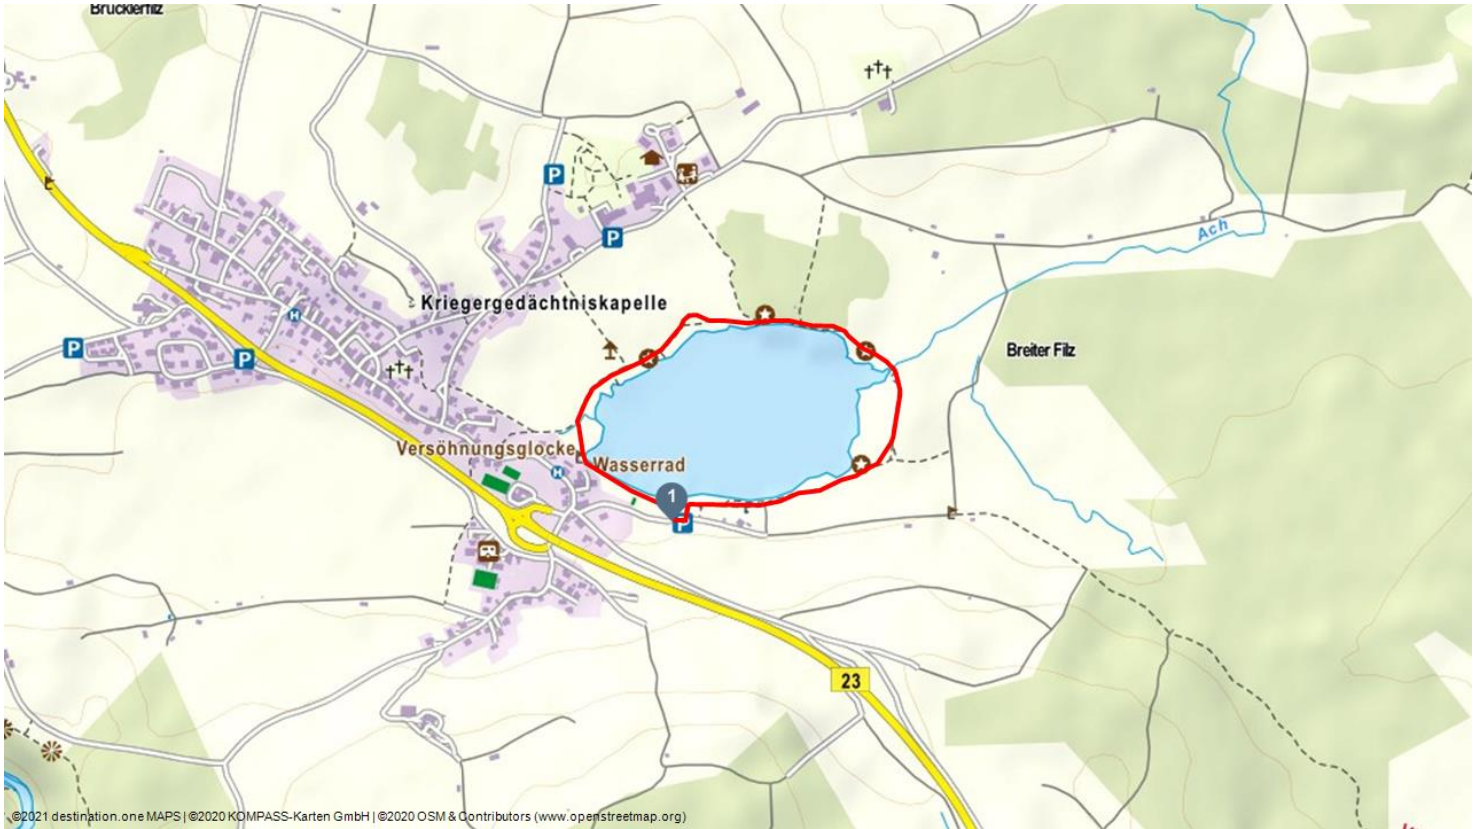 Brücklerfilz
P
P
Ach
Kriegergedächtniskapelle
H
P
P
Breiter Filz
Versöhnungsglocke
Wasserrad
H
1
P
23
©2021 destination.one MAPS | ©2020 KOMPASS-Karten GmbH | ©2020 OSM & Contributors (www.openstreetmap.org)